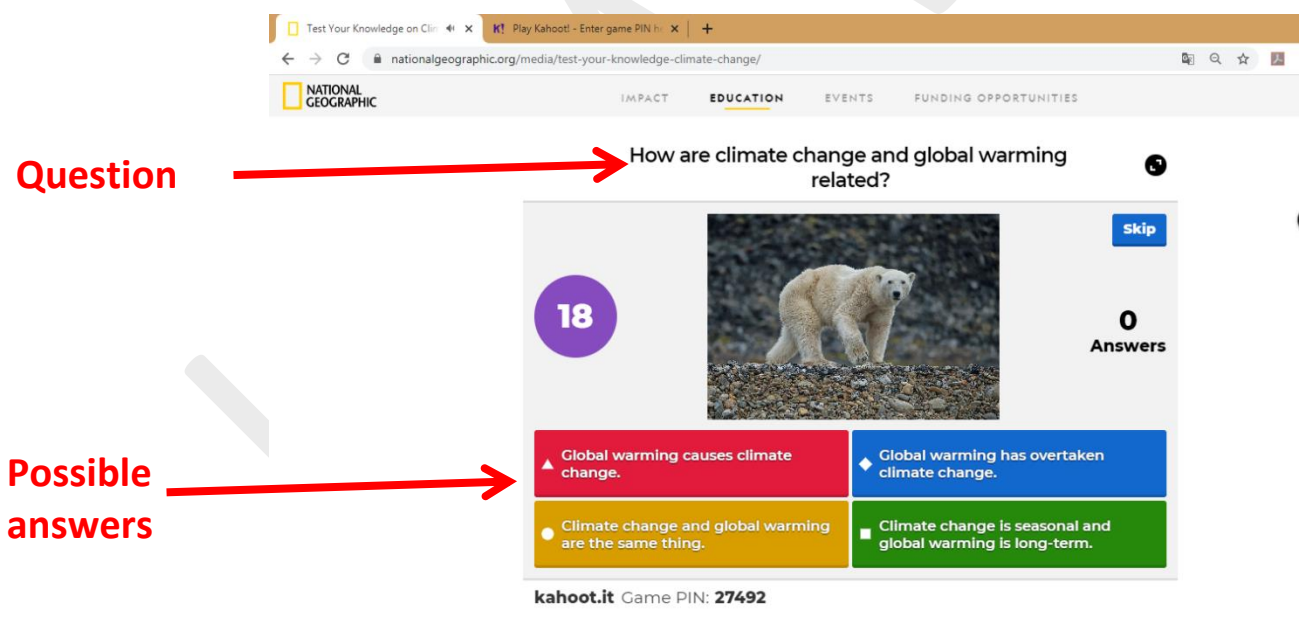 Test Your Knowledge on Clim
K! Play Kahoot! - Enter game PIN he
nationalgeographic.org/media/test-your-knowledge-climate-change/
NATIONAL
GEOGRAPHIC
IMPACT EDUCATION EVENTS FUNDING OPPORTUNITIES
Question
How are climate change and global warming
related?
Skip
18
0
Answers
Possible
answers
Global warming causes climate
change.
Global warming has overtaken
climate change.
Climate change and global warming
are the same thing.
Climate change is seasonal and
global warming is long-term.
kahoot.it Game PIN: 27492